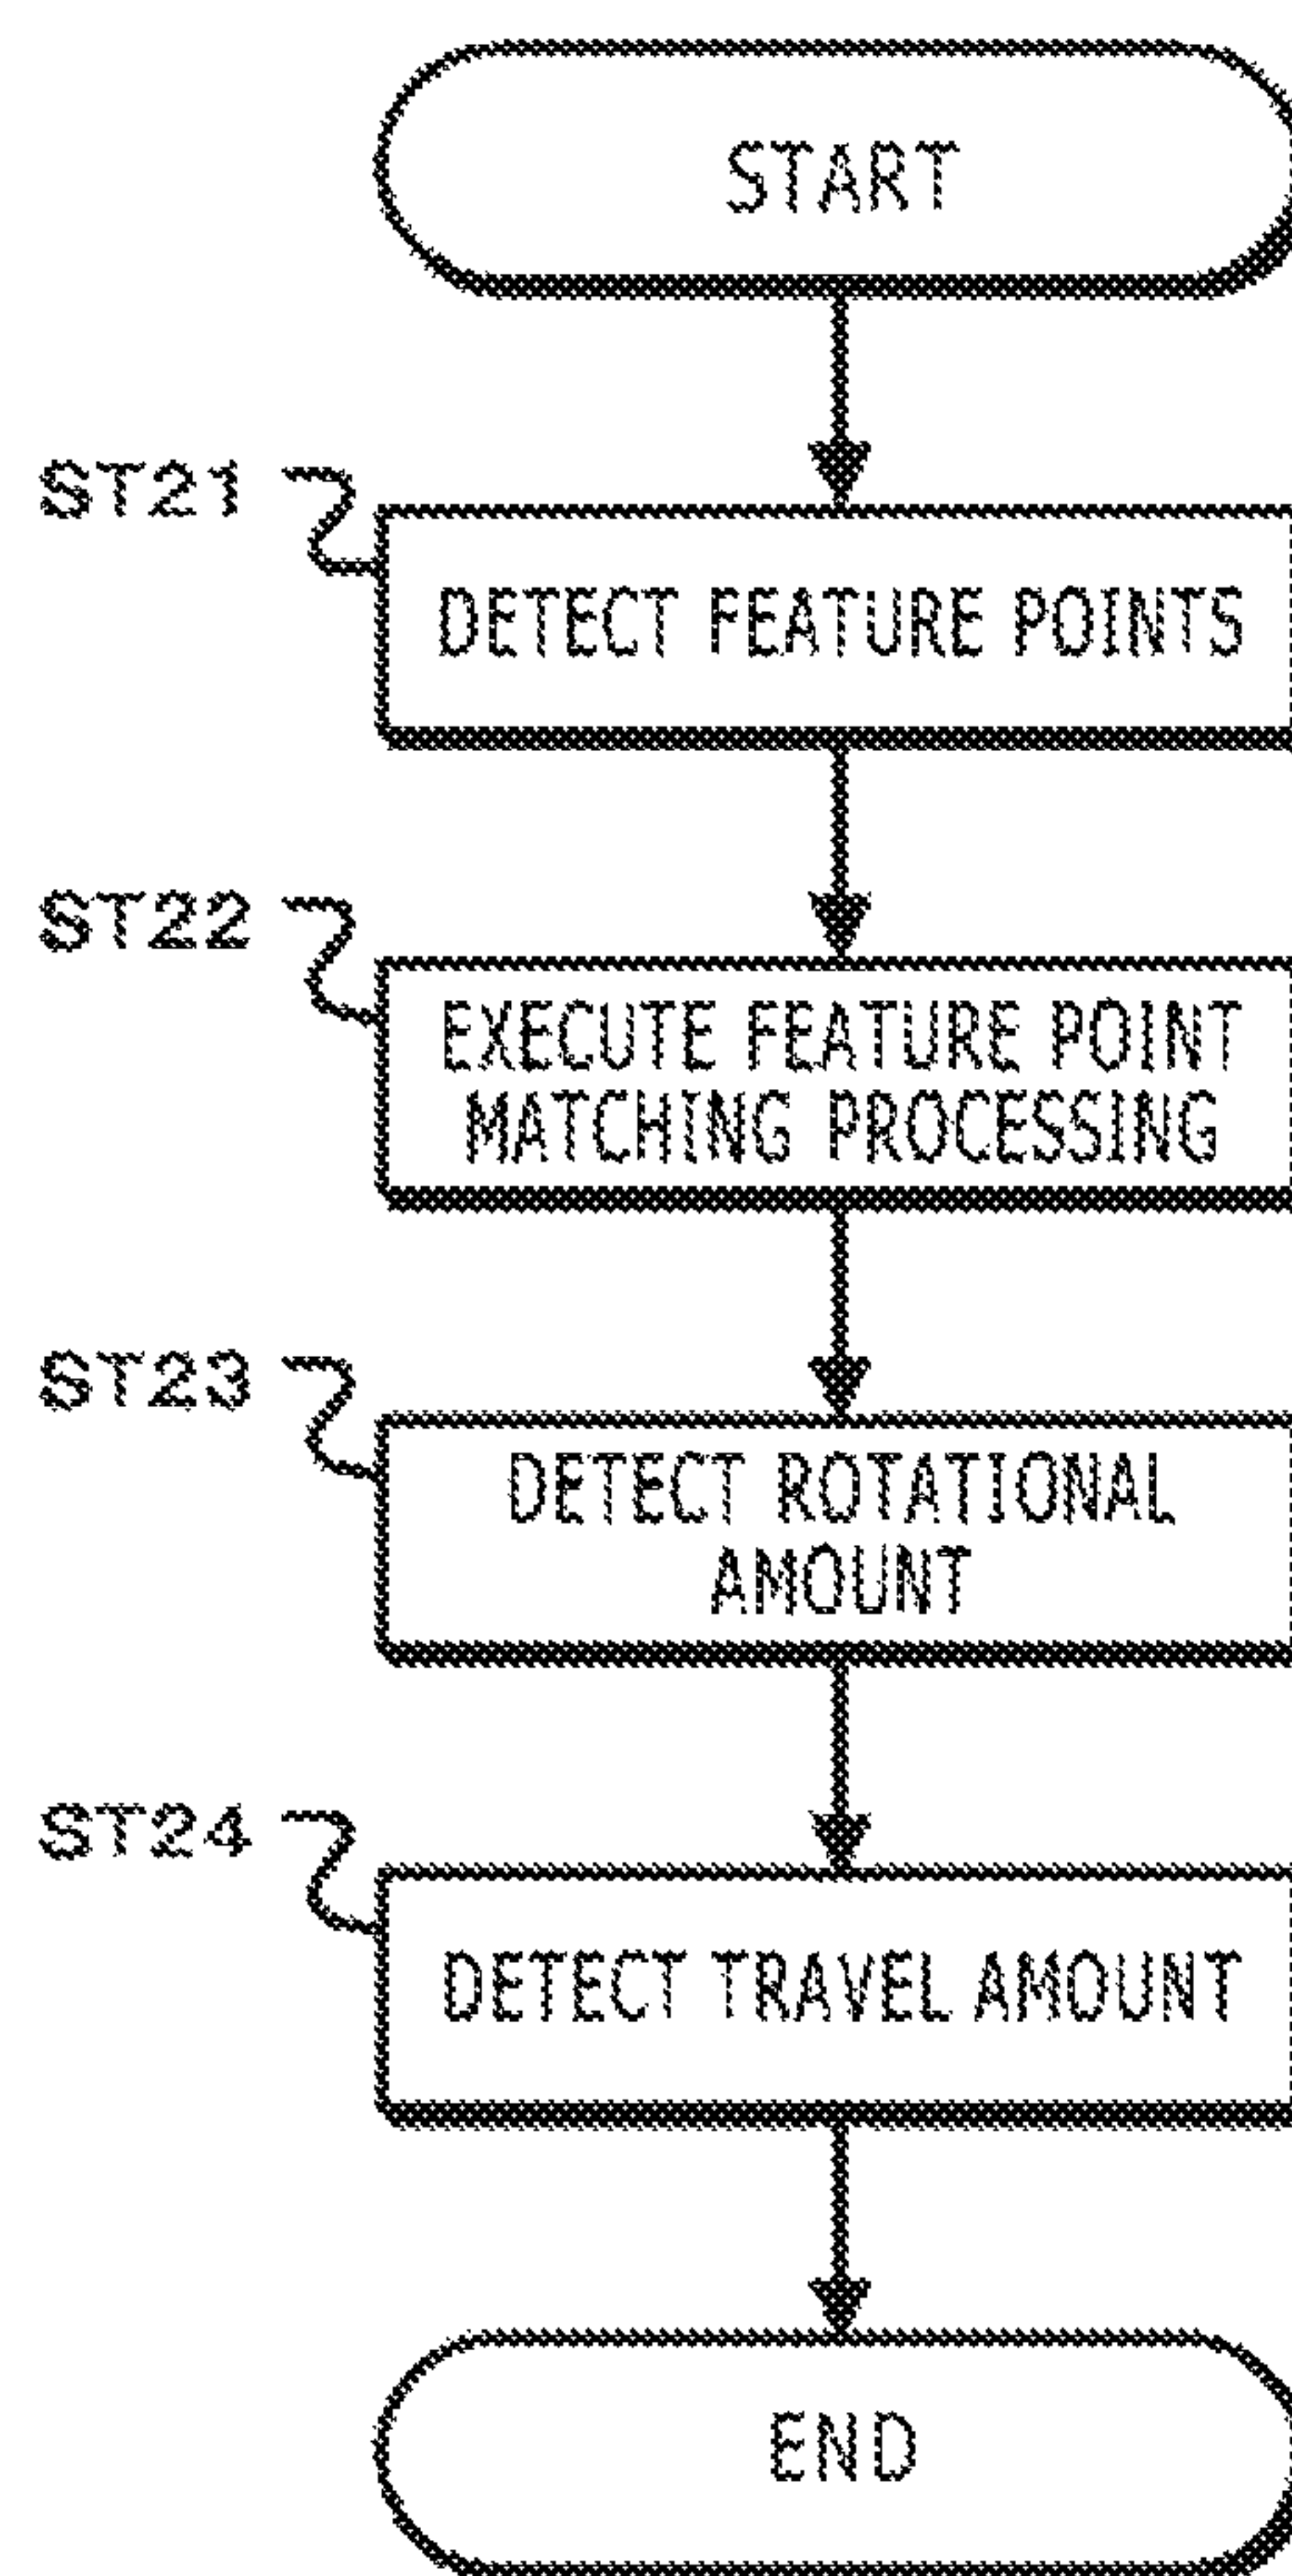 START
ST21
DETECT FEATURE POINTS
ST22
EXECUTE FEATURE POINT
MATCHING PROCESSING
ST23
DETECT ROTATIONAL
AMOUNT
ST24
DETECT TRAVEL AMOUNT
END